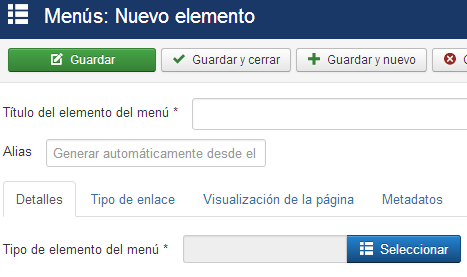 Menús: Nuevo elemento
Guardar Guardar y cerrar Guardar y nuevo
Título del elemento del menú *
Alias Generar automáticamente desde el
Detalles Tipo de enlace Visualización de la página Metadatos
Tipo de elemento del menú * Seleccionar